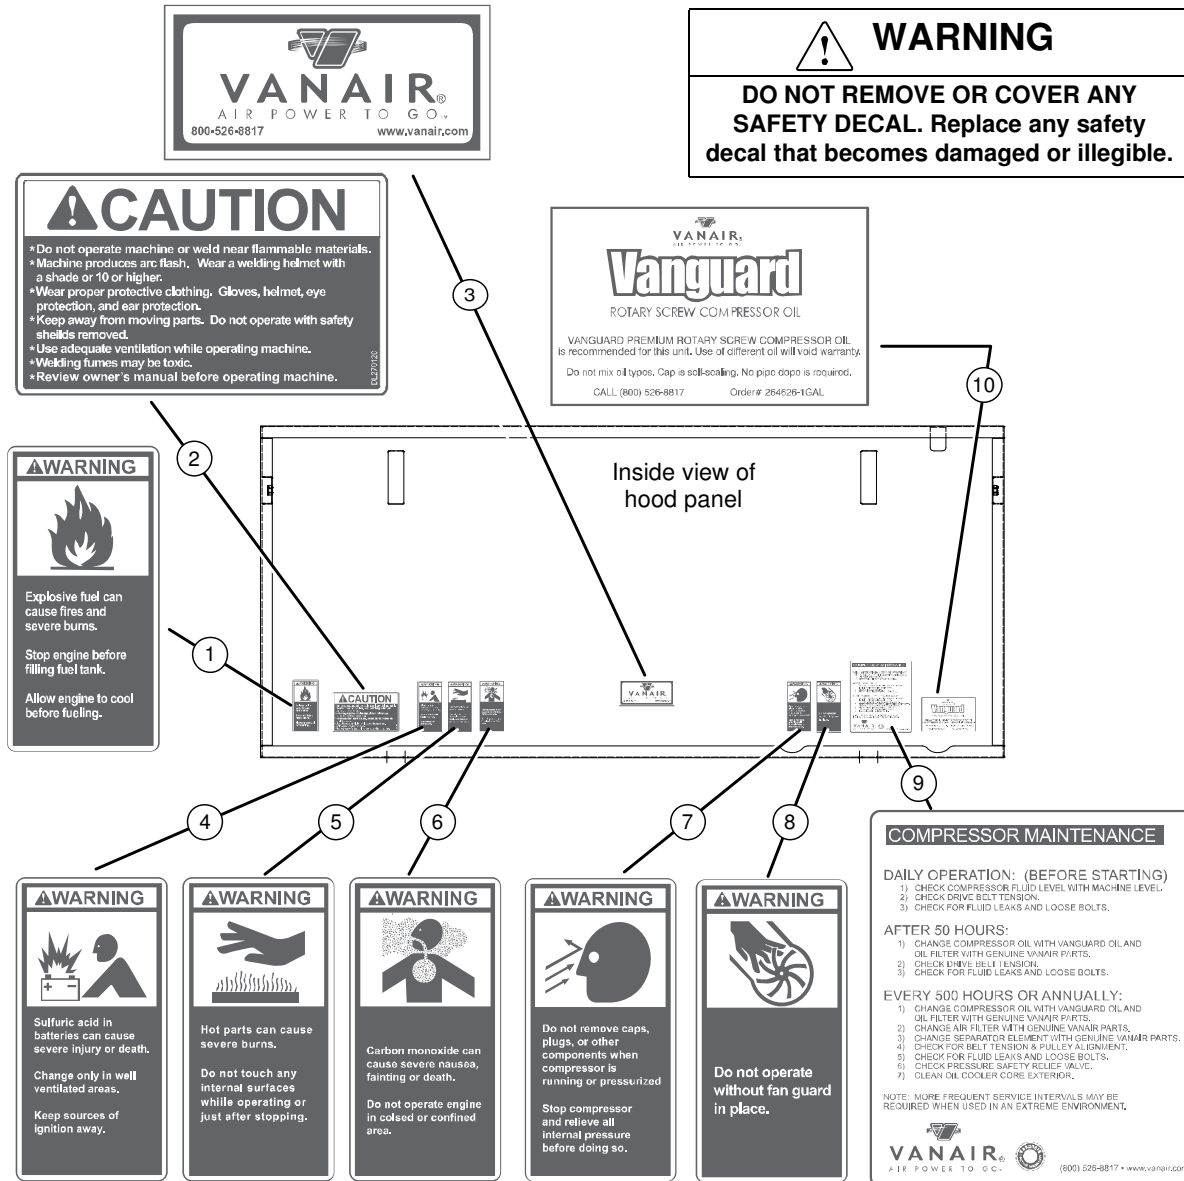 VANAIR®
AIR POWER TO GO™
800-526-8817 www.vanair.com
WARNING
DO NOT REMOVE OR COVER ANY
SAFETY DECAL. Replace any safety
decal that becomes damaged or illegible.
CAUTION
*Do not operate machine or weld near flammable materials.
*Machine produces arc flash. Wear a welding helmet with
a shade or 10 or higher.
*Wear proper protective clothing. Gloves, helmet, eye
protection, and ear protection.
*Keep away from moving parts. Do not operate with safety
sheilds removed.
*Use adequate ventilation while operating machine.
*Welding fumes may be toxic.
*Review owner's manual before operating machine.
DL270120
VANAIR®
AIR POWER TO GO™
Vanguard
ROTARY SCREW COMPRESSOR OIL
VANGUARD PREMIUM ROTARY SCREW COMPRESSOR OIL
is recommended for this unit. Use of different oil will void warranty.
Do not mix oil types. Cap is self-sealing. No pipe dope is required.
CALL (800) 526-8817 Order# 264626-1GAL
3
10
2
1
Inside view of
hood panel
WARNING
Explosive fuel can
cause fires and
severe burns.
Stop engine before
filling fuel tank.
Allow engine to cool
before fueling.
CAUTION
VANAIR
Vanguard
4
5
6
7
8
9
WARNING
Sulfuric acid in
batteries can cause
severe injury or death.
Change only in well
ventilated areas.
Keep sources of
ignition away.
WARNING
Hot parts can cause
severe burns.
Do not touch any
internal surfaces
while operating or
just after stopping.
WARNING
Carbon monoxide can
cause severe nausea,
fainting or death.
Do not operate engine
in colsed or confined
area.
WARNING
Do not remove caps,
plugs, or other
components when
compressor is
running or pressurized
Stop compressor
and relieve all
internal pressure
before doing so.
WARNING
Do not operate
without fan guard
in place.
COMPRESSOR MAINTENANCE
DAILY OPERATION: (BEFORE STARTING)
1) CHECK COMPRESSOR FLUID LEVEL WITH MACHINE LEVEL.
2) CHECK DRIVE BELT TENSION.
3) CHECK FOR FLUID LEAKS AND LOOSE BOLTS.
AFTER 50 HOURS:
1) CHANGE COMPRESSOR OIL WITH VANGUARD OIL AND
OIL FILTER WITH GENUINE VANAIR PARTS.
2) CHECK DRIVE BELT TENSION.
3) CHECK FOR FLUID LEAKS AND LOOSE BOLTS.
EVERY 500 HOURS OR ANNUALLY:
1) CHANGE COMPRESSOR OIL WITH VANGUARD OIL AND
OIL FILTER WITH GENUINE VANAIR PARTS.
2) CHANGE AIR FILTER WITH GENUINE VANAIR PARTS.
3) CHANGE SEPARATOR ELEMENT WITH GENUINE VANAIR PARTS.
4) CHECK FOR BELT TENSION & PULLEY ALIGNMENT.
5) CHECK FOR FLUID LEAKS AND LOOSE BOLTS.
6) CHECK PRESSURE SAFETY RELIEF VALVE.
7) CLEAN OIL COOLER CORE EXTERIOR.
NOTE: MORE FREQUENT SERVICE INTERVALS MAY BE
REQUIRED WHEN USED IN AN EXTREME ENVIRONMENT.
VANAIR®
AIR POWER TO GO™
(800) 526-8817 • www.vanair.com